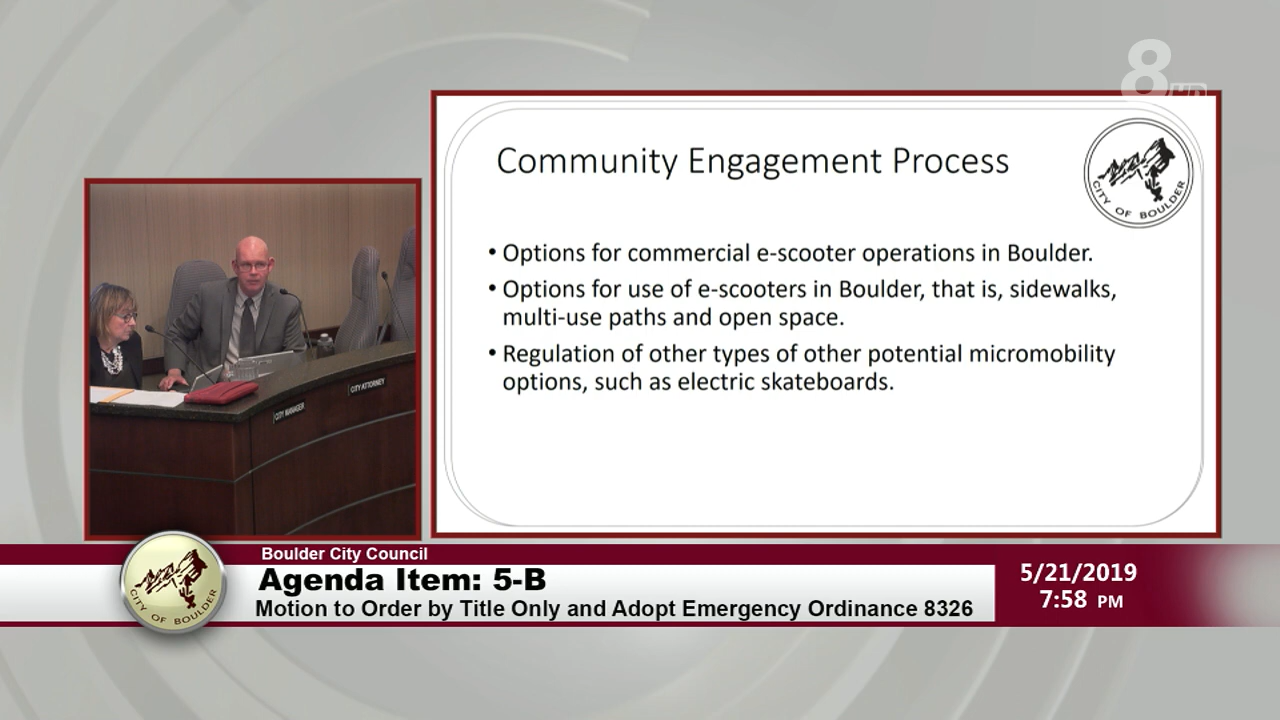 8HD
Community Engagement Process
CITY OF BOULDER
• Options for commercial e-scooter operations in Boulder.
• Options for use of e-scooters in Boulder, that is, sidewalks,
multi-use paths and open space.
• Regulation of other types of other potential micromobility
options, such as electric skateboards.
CITY MANAGER
CITY ATTORNEY
Boulder City Council
Agenda Item: 5-B
Motion to Order by Title Only and Adopt Emergency Ordinance 8326
CITY OF BOULDER
5/21/2019
7:58 PM